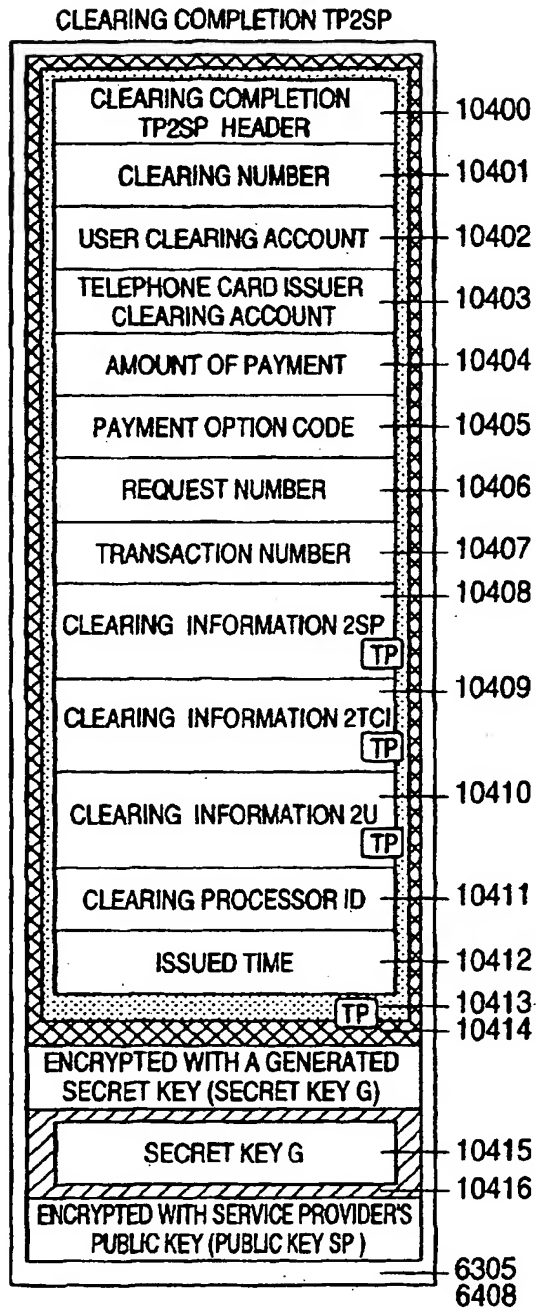 CLEARING COMPLETION TP2SP
CLEARING COMPLETION
TP2SP HEADER
10400
CLEARING NUMBER
10401
USER CLEARING ACCOUNT
10402
TELEPHONE CARD ISSUER
CLEARING ACCOUNT
10403
AMOUNT OF PAYMENT
10404
PAYMENT OPTION CODE
10405
REQUEST NUMBER
10406
TRANSACTION NUMBER
10407
10408
CLEARING INFORMATION 2SP
TP
10409
CLEARING INFORMATION 2TCI
TP
10410
CLEARING INFORMATION 2U
TP
CLEARING PROCESSOR ID
10411
ISSUED TIME
10412
TP
10413
10414
ENCRYPTED WITH A GENERATED
SECRET KEY (SECRET KEY G)
SECRET KEY G
10415
10416
ENCRYPTED WITH SERVICE PROVIDER'S
PUBLIC KEY (PUBLIC KEY SP )
6305
6408